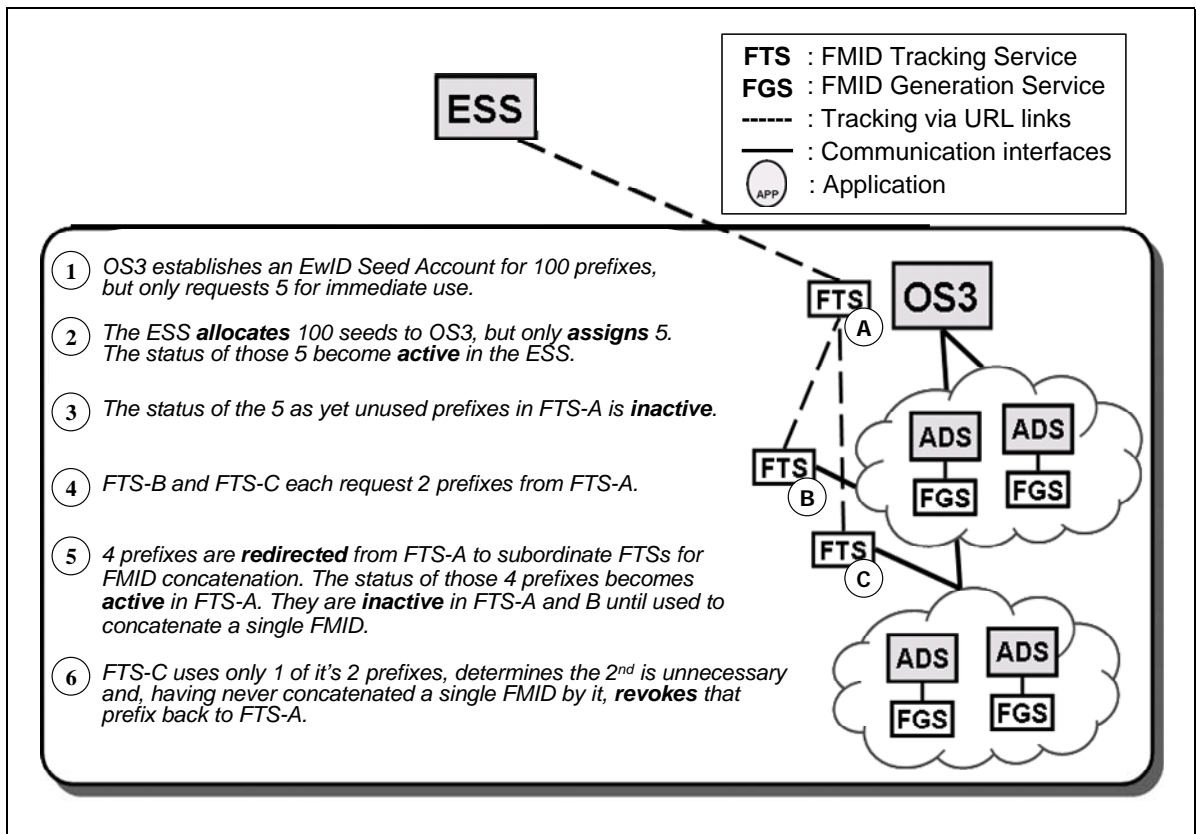 ESS
FTS : FMID Tracking Service
FGS : FMID Generation Service
------ : Tracking via URL links
: Communication interfaces
APP : Application
1 OS3 establishes an EwID Seed Account for 100 prefixes,
but only requests 5 for immediate use.
2 The ESS allocates 100 seeds to OS3, but only assigns 5.
The status of those 5 become active in the ESS.
3 The status of the 5 as yet unused prefixes in FTS-A is inactive.
4 FTS-B and FTS-C each request 2 prefixes from FTS-A.
5 4 prefixes are redirected from FTS-A to subordinate FTSs for
FMID concatenation. The status of those 4 prefixes becomes
active in FTS-A. They are inactive in FTS-A and B until used to
concatenate a single FMID.
6 FTS-C uses only 1 of it's 2 prefixes, determines the 2nd is unnecessary
and, having never concatenated a single FMID by it, revokes that
prefix back to FTS-A.
FTS
A
OS3
ADS
ADS
FGS
FGS
FTS
B
FTS
C
ADS
ADS
FGS
FGS